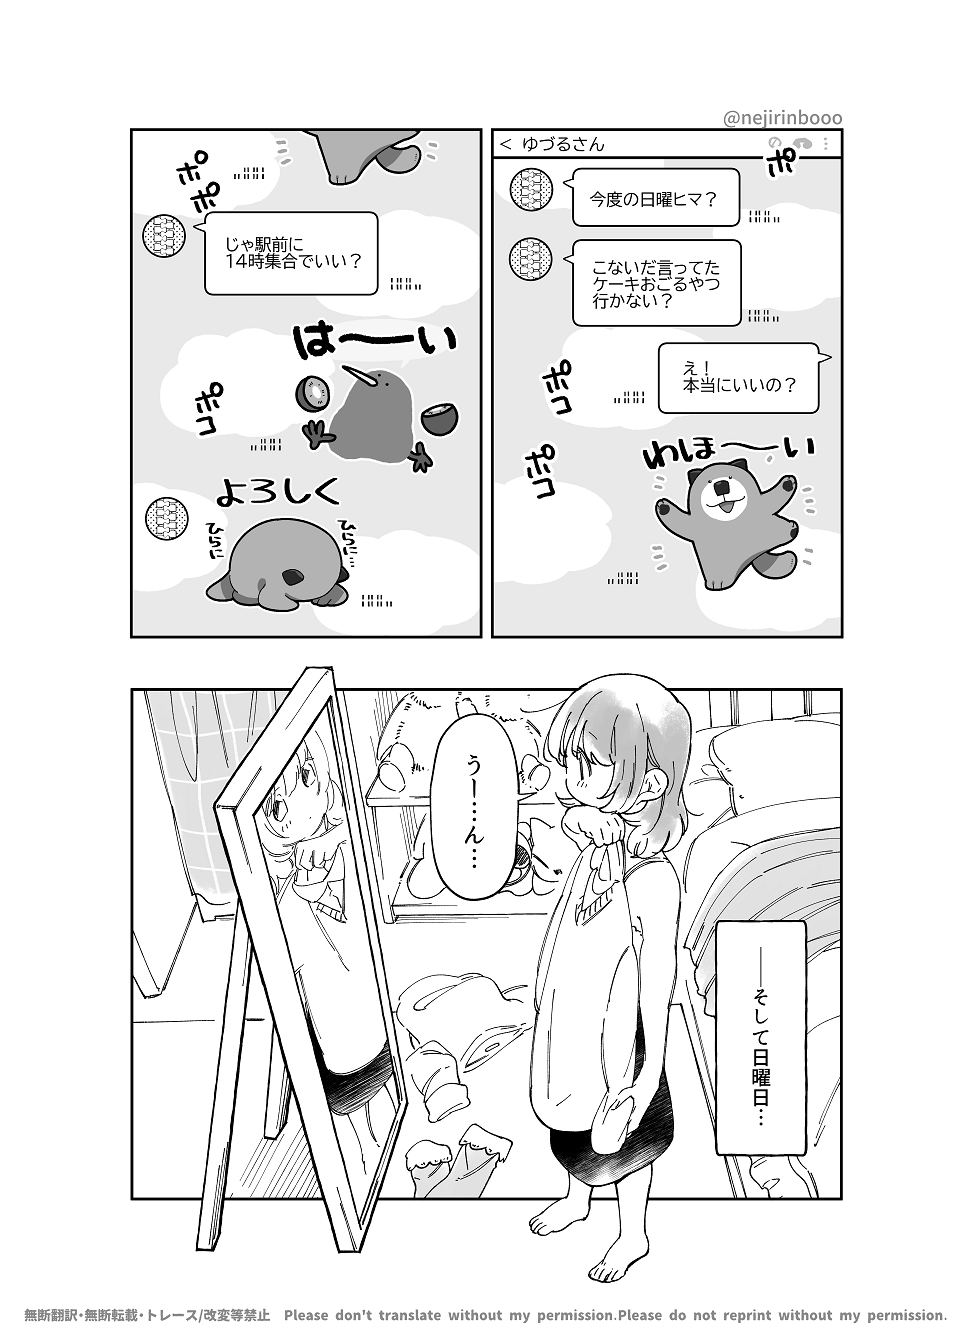 @nejirinbooo
< ゆづるさん
ポ
今度の日曜ヒマ？
こないだ言ってた
ケーキおごるやつ
行かない？
え！
本当にいいの？
ポコ
わほ〜〜い
ポコ
ポポ
じゃ駅前に
14時集合でいい？
は〜〜い
ポコ
よろしく
ひらに
ひらに…
うー…ん…
──そして日曜日…
無断翻訳・無断転載・トレース/改変等禁止　Please don't translate without my permission.Please do not reprint without my permission.